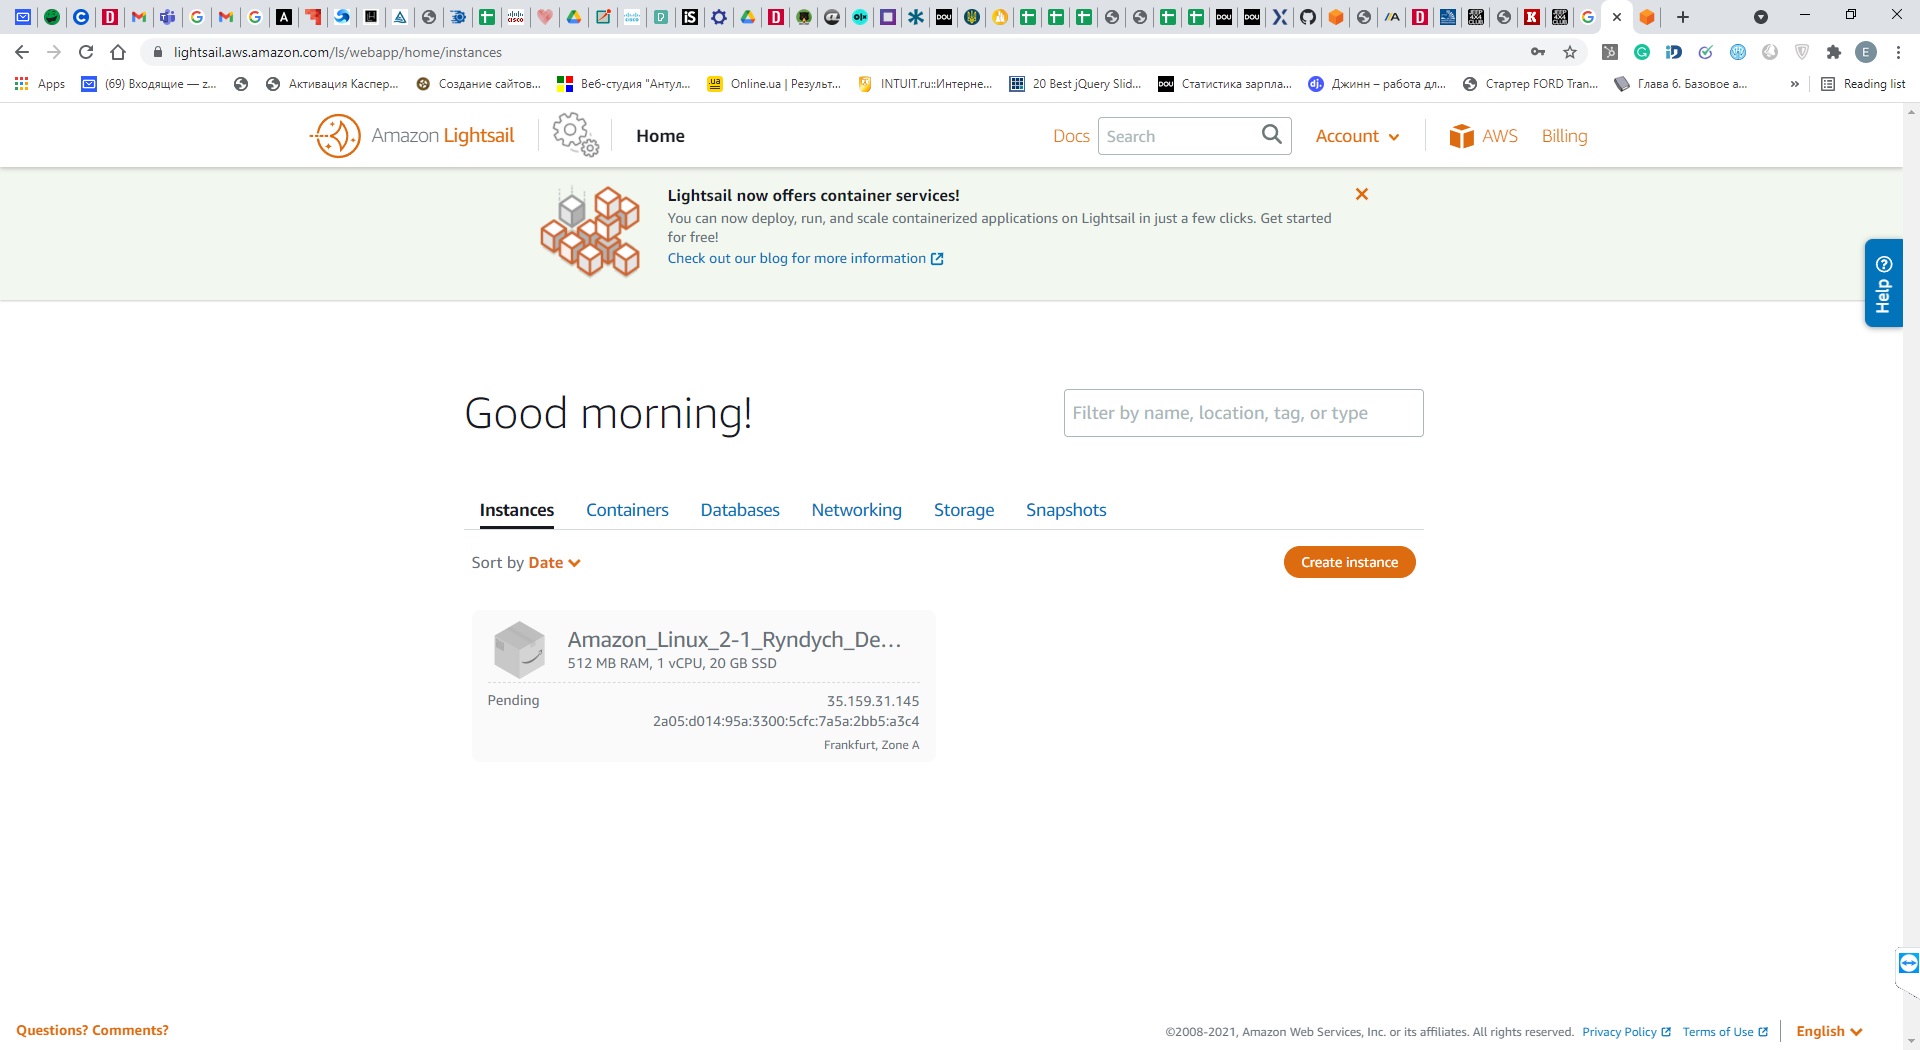 lightsail.aws.amazon.com/ls/webapp/home/instances
E
Apps (69) Входящие — z... Активация Каспер... Создание сайтов... Веб-студия "Антул... Online.ua | Результ... INTUIT.ru::Интерне... 20 Best jQuery Slid... Статистика зарпла... Джинн – работа дл... Стартер FORD Tran... Глава 6. Базовое а... » Reading list
Amazon Lightsail Home Docs Search Account AWS Billing
Lightsail now offers container services!
You can now deploy, run, and scale containerized applications on Lightsail in just a few clicks. Get started
for free!
Check out our blog for more information
Help
Good morning!
Filter by name, location, tag, or type
Instances Containers Databases Networking Storage Snapshots
Sort by Date Create instance
Amazon_Linux_2-1_Ryndych_De...
512 MB RAM, 1 vCPU, 20 GB SSD
Pending 35.159.31.145
2a05:d014:95a:3300:5cfc:7a5a:2bb5:a3c4
Frankfurt, Zone A
Questions? Comments? ©2008-2021, Amazon Web Services, Inc. or its affiliates. All rights reserved. Privacy Policy Terms of Use English